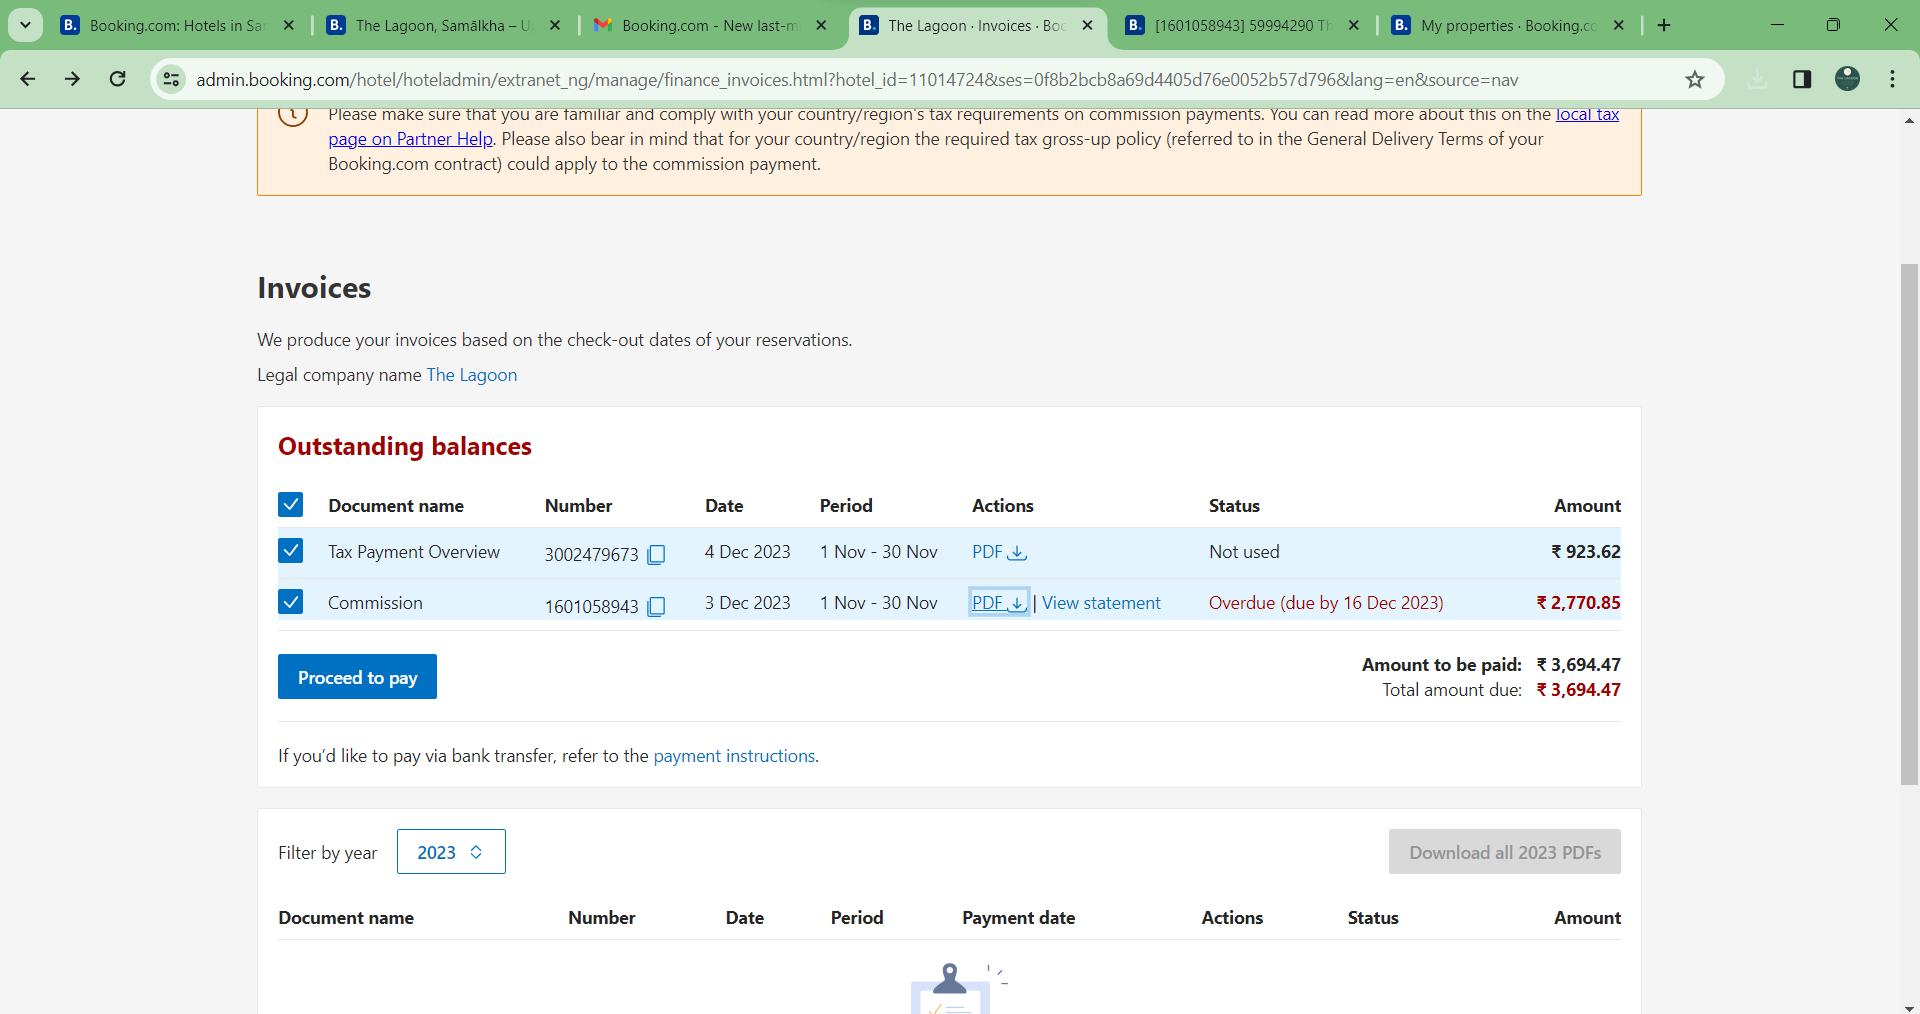 Booking.com: Hotels in Sar
The Lagoon, Samālkha – U
Booking.com - New last-m
The Lagoon · Invoices · Boo
[1601058943] 59994290 Th
My properties · Booking.co
admin.booking.com/hotel/hoteladmin/extranet_ng/manage/finance_invoices.html?hotel_id=11014724&ses=0f8b2bcb8a69d4405d76e0052b57d796&lang=en&source=nav
Please make sure that you are familiar and comply with your country/region's tax requirements on commission payments. You can read more about this on the local tax
page on Partner Help. Please also bear in mind that for your country/region the required tax gross-up policy (referred to in the General Delivery Terms of your
Booking.com contract) could apply to the commission payment.
Invoices
We produce your invoices based on the check-out dates of your reservations.
Legal company name The Lagoon
Outstanding balances
Document name Number Date Period Actions Status Amount
Tax Payment Overview 3002479673 4 Dec 2023 1 Nov - 30 Nov PDF Not used ₹ 923.62
Commission 1601058943 3 Dec 2023 1 Nov - 30 Nov PDF | View statement Overdue (due by 16 Dec 2023) ₹ 2,770.85
Proceed to pay
Amount to be paid: ₹ 3,694.47
Total amount due: ₹ 3,694.47
If you'd like to pay via bank transfer, refer to the payment instructions.
Filter by year 2023 Download all 2023 PDFs
Document name Number Date Period Payment date Actions Status Amount